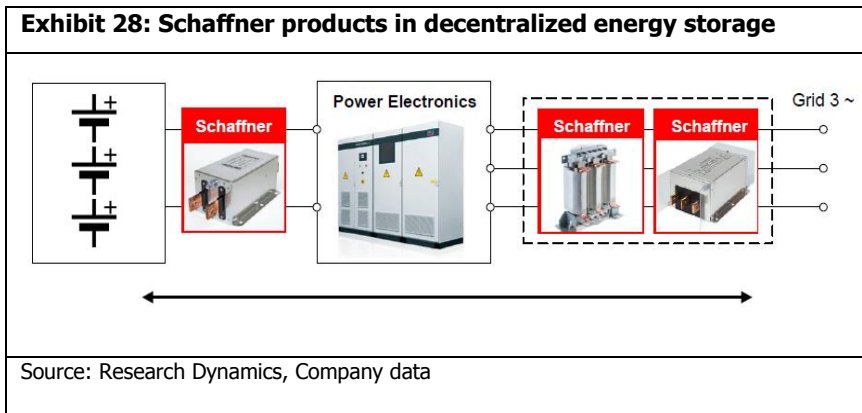 Exhibit 28: Schaffner products in decentralized energy storage
Power Electronics
Grid 3 ~
Schaffner
Schaffner
Schaffner
+
+
+
Source: Research Dynamics, Company data